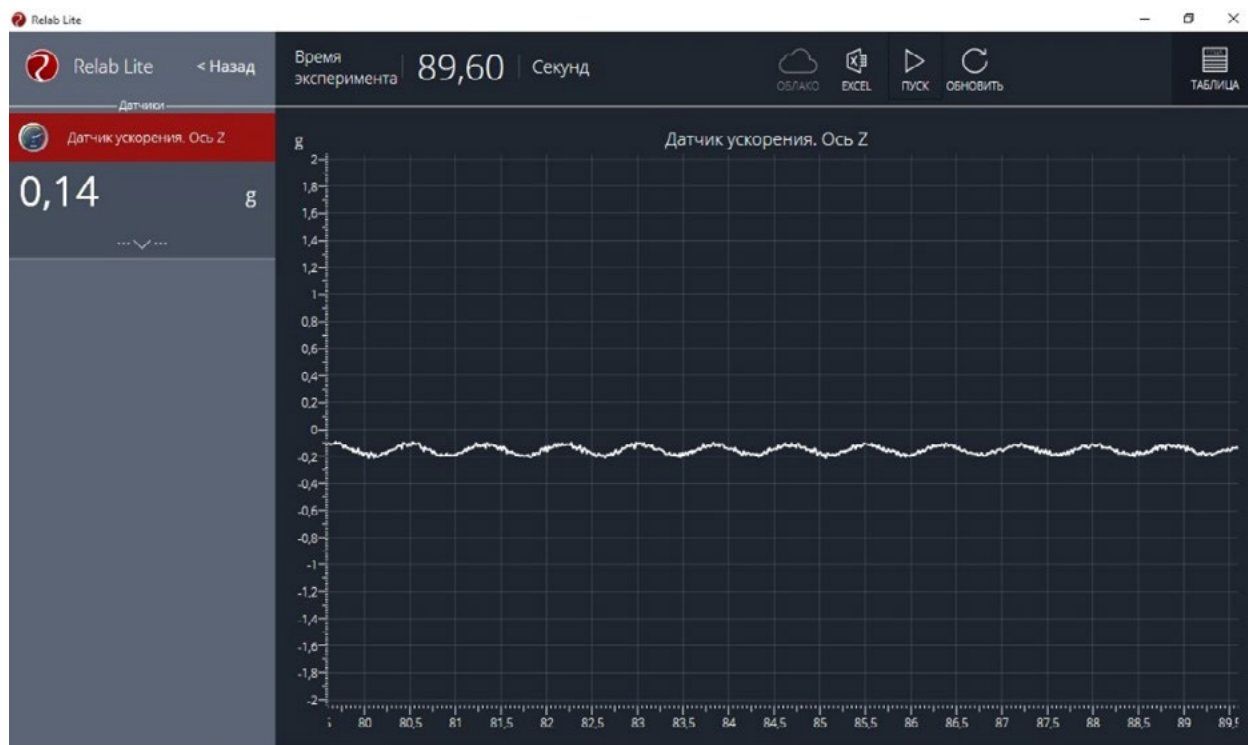 Relab Lite
Relab Lite < Назад
Датчики
Датчик ускорения. Ось Z
0,14 g
Время эксперимента 89,60 Секунд
ОБЛАКО EXCEL ПУСК ОБНОВИТЬ ТАБЛИЦА
g Датчик ускорения. Ось Z
2
1,8
1,6
1,4
1,2
1
0,8
0,6
0,4
0,2
0
-0,2
-0,4
-0,6
-0,8
-1
-1,2
-1,4
-1,6
-1,8
-2
80 80,5 81 81,5 82 82,5 83 83,5 84 84,5 85 85,5 86 86,5 87 87,5 88 88,5 89